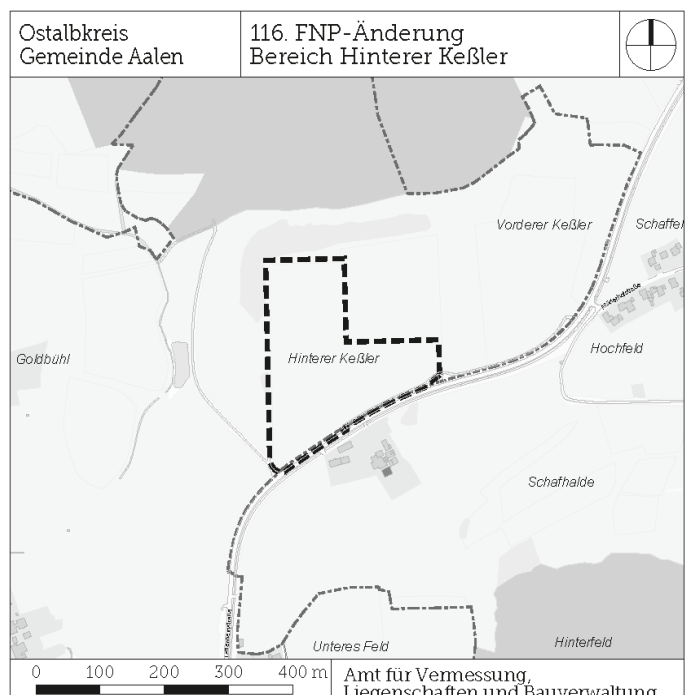 Ostalbkreis
Gemeinde Aalen
116. FNP-Änderung
Bereich Hinterer Keßler
Vorderer Keßler
Schaffel
Goldbühl
Hinterer Keßler
Hochfeld
Schafhalde
Unteres Feld
Hinterfeld
0 100 200 300 400 m
Amt für Vermessung,
Liegenschaften und Bauverwaltung